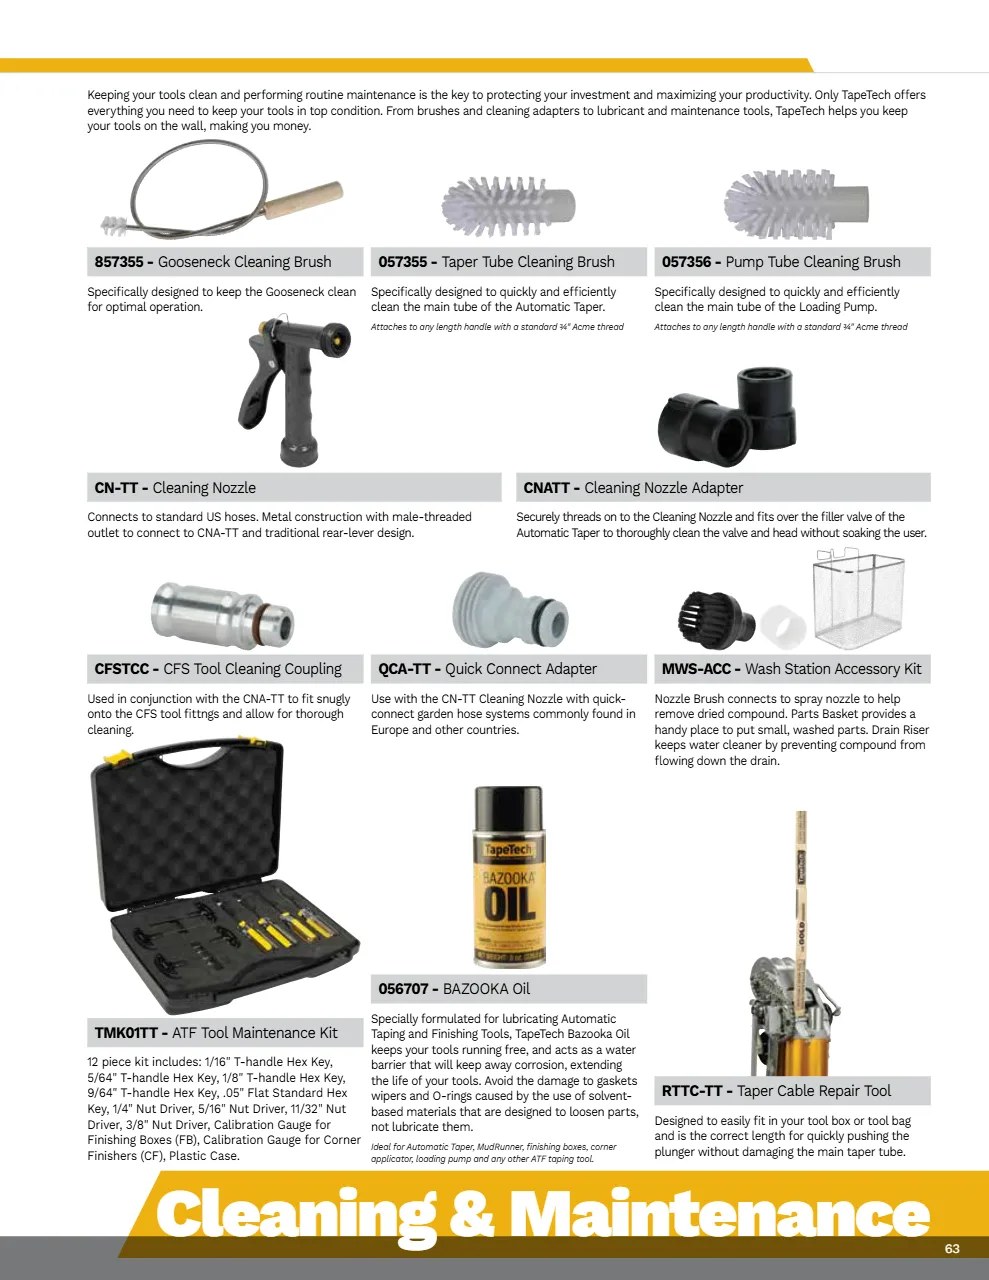 Keeping your tools clean and performing routine maintenance is the key to protecting your investment and maximizing your productivity. Only TapeTech offers
everything you need to keep your tools in top condition. From brushes and cleaning adapters to lubricant and maintenance tools, TapeTech helps you keep
your tools on the wall, making you money.
857355 - Gooseneck Cleaning Brush
Specifically designed to keep the Gooseneck clean
for optimal operation.
057355 - Taper Tube Cleaning Brush
Specifically designed to quickly and efficiently
clean the main tube of the Automatic Taper.
Attaches to any length handle with a standard ¾" Acme thread
057356 - Pump Tube Cleaning Brush
Specifically designed to quickly and efficiently
clean the main tube of the Loading Pump.
Attaches to any length handle with a standard ¾" Acme thread
CN-TT - Cleaning Nozzle
Connects to standard US hoses. Metal construction with male-threaded
outlet to connect to CNA-TT and traditional rear-lever design.
CNATT - Cleaning Nozzle Adapter
Securely threads on to the Cleaning Nozzle and fits over the filler valve of the
Automatic Taper to thoroughly clean the valve and head without soaking the user.
CFSTCC - CFS Tool Cleaning Coupling
Used in conjunction with the CNA-TT to fit snugly
onto the CFS tool fittngs and allow for thorough
cleaning.
QCA-TT - Quick Connect Adapter
Use with the CN-TT Cleaning Nozzle with quick-
connect garden hose systems commonly found in
Europe and other countries.
MWS-ACC - Wash Station Accessory Kit
Nozzle Brush connects to spray nozzle to help
remove dried compound. Parts Basket provides a
handy place to put small, washed parts. Drain Riser
keeps water cleaner by preventing compound from
flowing down the drain.
TMK01TT - ATF Tool Maintenance Kit
12 piece kit includes: 1/16" T-handle Hex Key,
5/64" T-handle Hex Key, 1/8" T-handle Hex Key,
9/64" T-handle Hex Key, .05" Flat Standard Hex
Key, 1/4" Nut Driver, 5/16" Nut Driver, 11/32" Nut
Driver, 3/8" Nut Driver, Calibration Gauge for
Finishing Boxes (FB), Calibration Gauge for Corner
Finishers (CF), Plastic Case.
TapeTech
BAZOOKA
OIL
056707 - BAZOOKA Oil
Specially formulated for lubricating Automatic
Taping and Finishing Tools, TapeTech Bazooka Oil
keeps your tools running free, and acts as a water
barrier that will keep away corrosion, extending
the life of your tools. Avoid the damage to gaskets
wipers and O-rings caused by the use of solvent-
based materials that are designed to loosen parts,
not lubricate them.
Ideal for Automatic Taper, MudRunner, finishing boxes, corner
applicator, loading pump and any other ATF taping tool.
TapeTech
GOLD
RTTC-TT - Taper Cable Repair Tool
Designed to easily fit in your tool box or tool bag
and is the correct length for quickly pushing the
plunger without damaging the main taper tube.
Cleaning & Maintenance
63